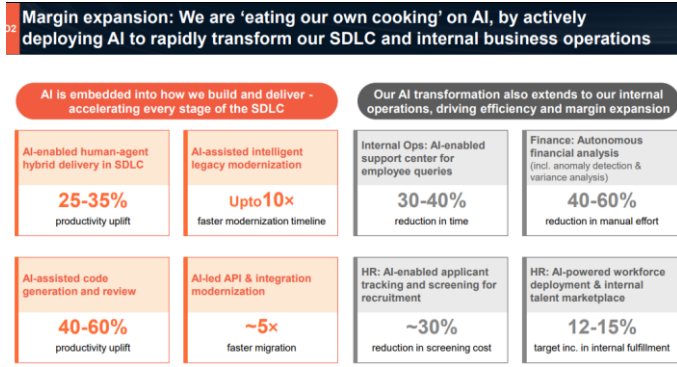 02
Margin expansion: We are ‘eating our own cooking’ on AI, by actively
deploying AI to rapidly transform our SDLC and internal business operations
AI is embedded into how we build and deliver -
accelerating every stage of the SDLC
AI-enabled human-agent
hybrid delivery in SDLC
25-35%
productivity uplift
AI-assisted intelligent
legacy modernization
Upto10×
faster modernization timeline
AI-assisted code
generation and review
40-60%
productivity uplift
AI-led API & integration
modernization
~5×
faster migration
Our AI transformation also extends to our internal
operations, driving efficiency and margin expansion
Internal Ops: AI-enabled
support center for
employee queries
30-40%
reduction in time
Finance: Autonomous
financial analysis
(incl. anomaly detection &
variance analysis)
40-60%
reduction in manual effort
HR: AI-enabled applicant
tracking and screening for
recruitment
~30%
reduction in screening cost
HR: AI-powered workforce
deployment & internal
talent marketplace
12-15%
target inc. in internal fulfillment